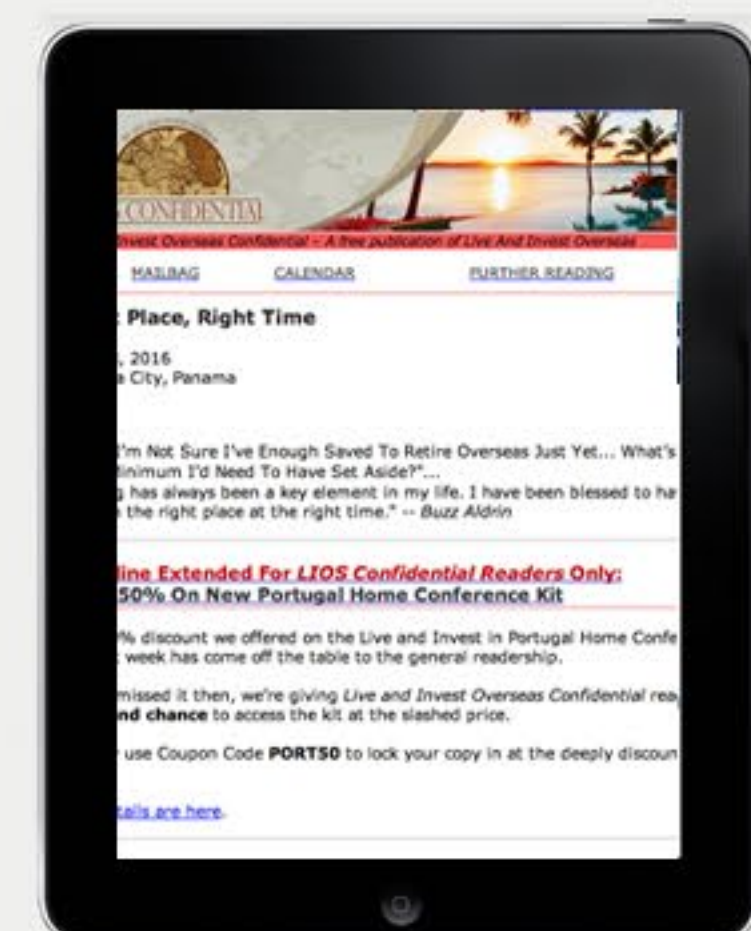 CONFIDENTIAL
Invest Overseas Confidential – A free publication of Live And Invest Overseas
MAILBAG CALENDAR FURTHER READING
Place, Right Time
, 2016
a City, Panama
I'm Not Sure I've Enough Saved To Retire Overseas Just Yet... What's
inimum I'd Need To Have Set Aside?"...
g has always been a key element in my life. I have been blessed to ha
the right place at the right time." -- Buzz Aldrin
line Extended For LIOS Confidential Readers Only:
50% On New Portugal Home Conference Kit
% discount we offered on the Live and Invest in Portugal Home Confe
week has come off the table to the general readership.
missed it then, we're giving Live and Invest Overseas Confidential rea
nd chance to access the kit at the slashed price.
use Coupon Code PORT50 to lock your copy in at the deeply discoun
tails are here.